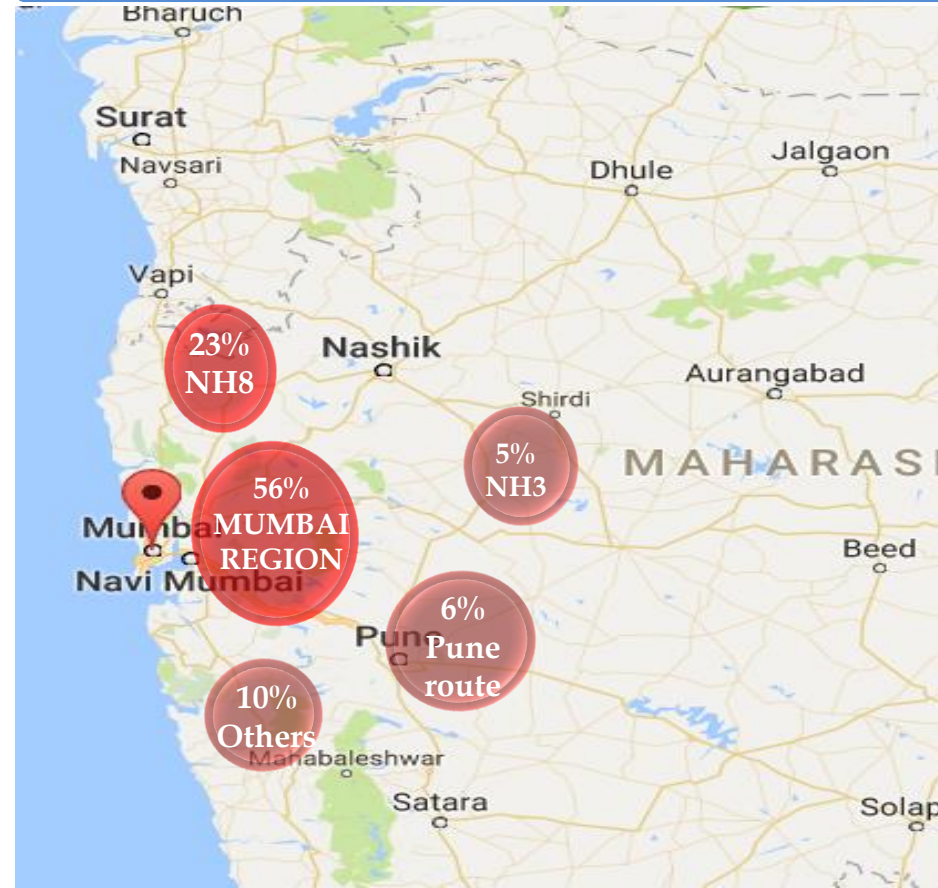 Bharuch
Surat
Navsari
Dhule
Jalgaon
Vapi
23%
NH8
Nashik
Aurangabad
Shirdi
5%
NH3
MAHARAS
56%
MUMBAI
REGION
Mumba
Navi Mumbai
Beed
6%
Pune
Pune
route
10%
Others
Mahabaleshwar
Satara
Solap